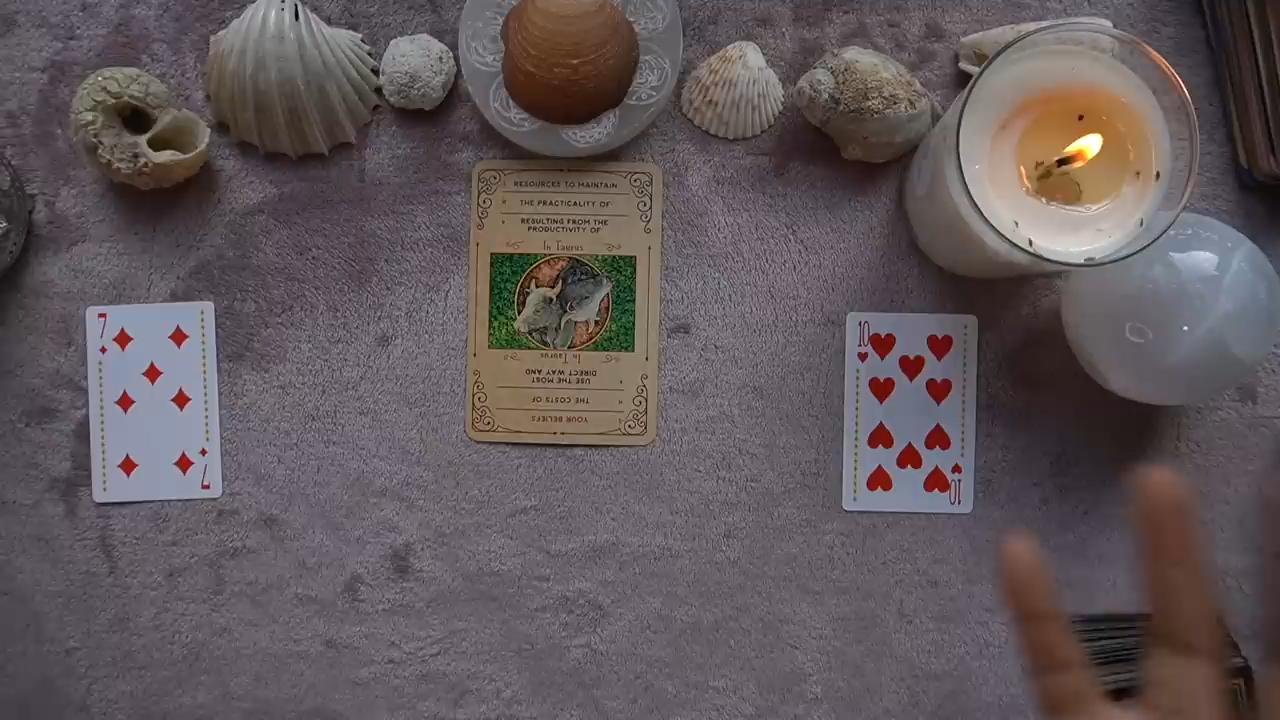 RESOURCES TO MAINTAIN
THE PRACTICALITY OF
RESULTING FROM THE
PRODUCTIVITY OF
In Taurus
In Taurus
USE THE MOST
DIRECT WAY AND
THE COSTS OF
YOUR BELIEFS
7
7
10
10